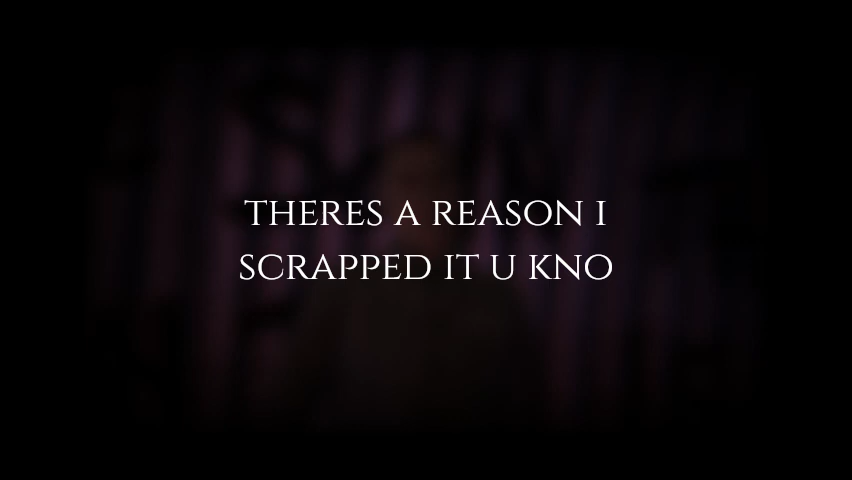 THERES A REASON I
SCRAPPED IT U KNO